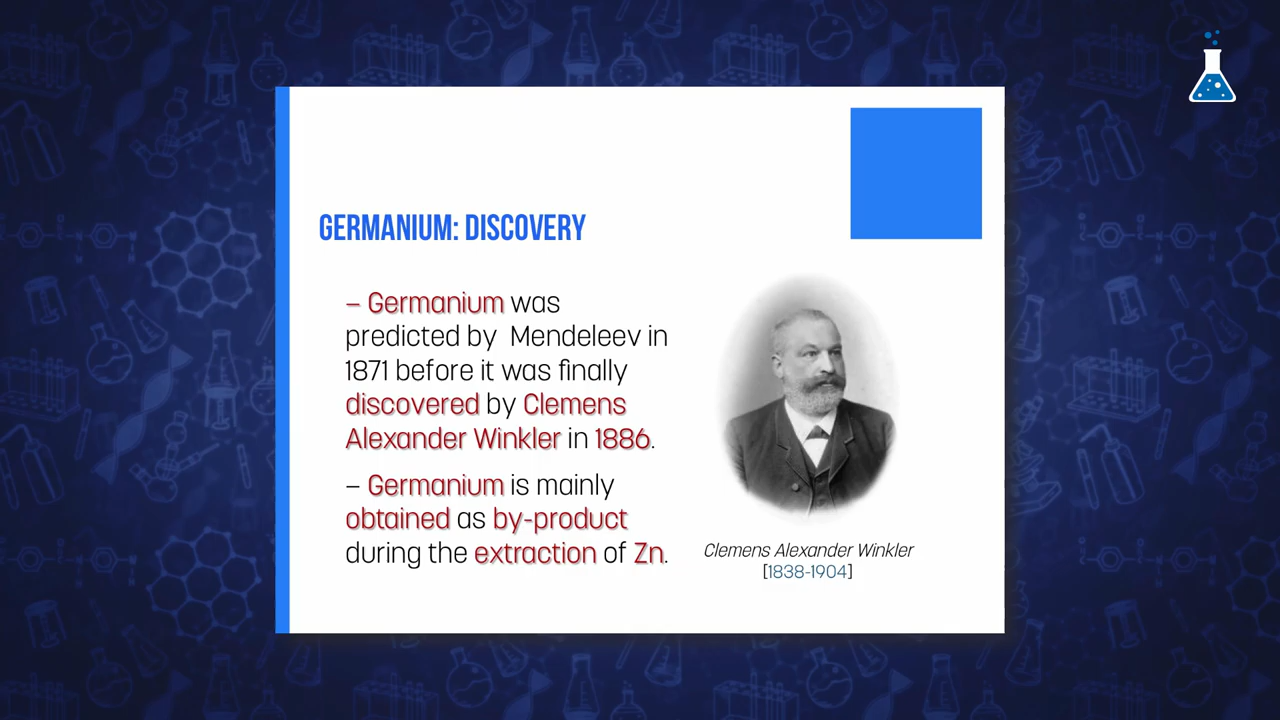 GERMANIUM: DISCOVERY
– Germanium was
predicted by Mendeleev in
1871 before it was finally
discovered by Clemens
Alexander Winkler in 1886.
– Germanium is mainly
obtained as by-product
during the extraction of Zn.
Clemens Alexander Winkler
[1838-1904]